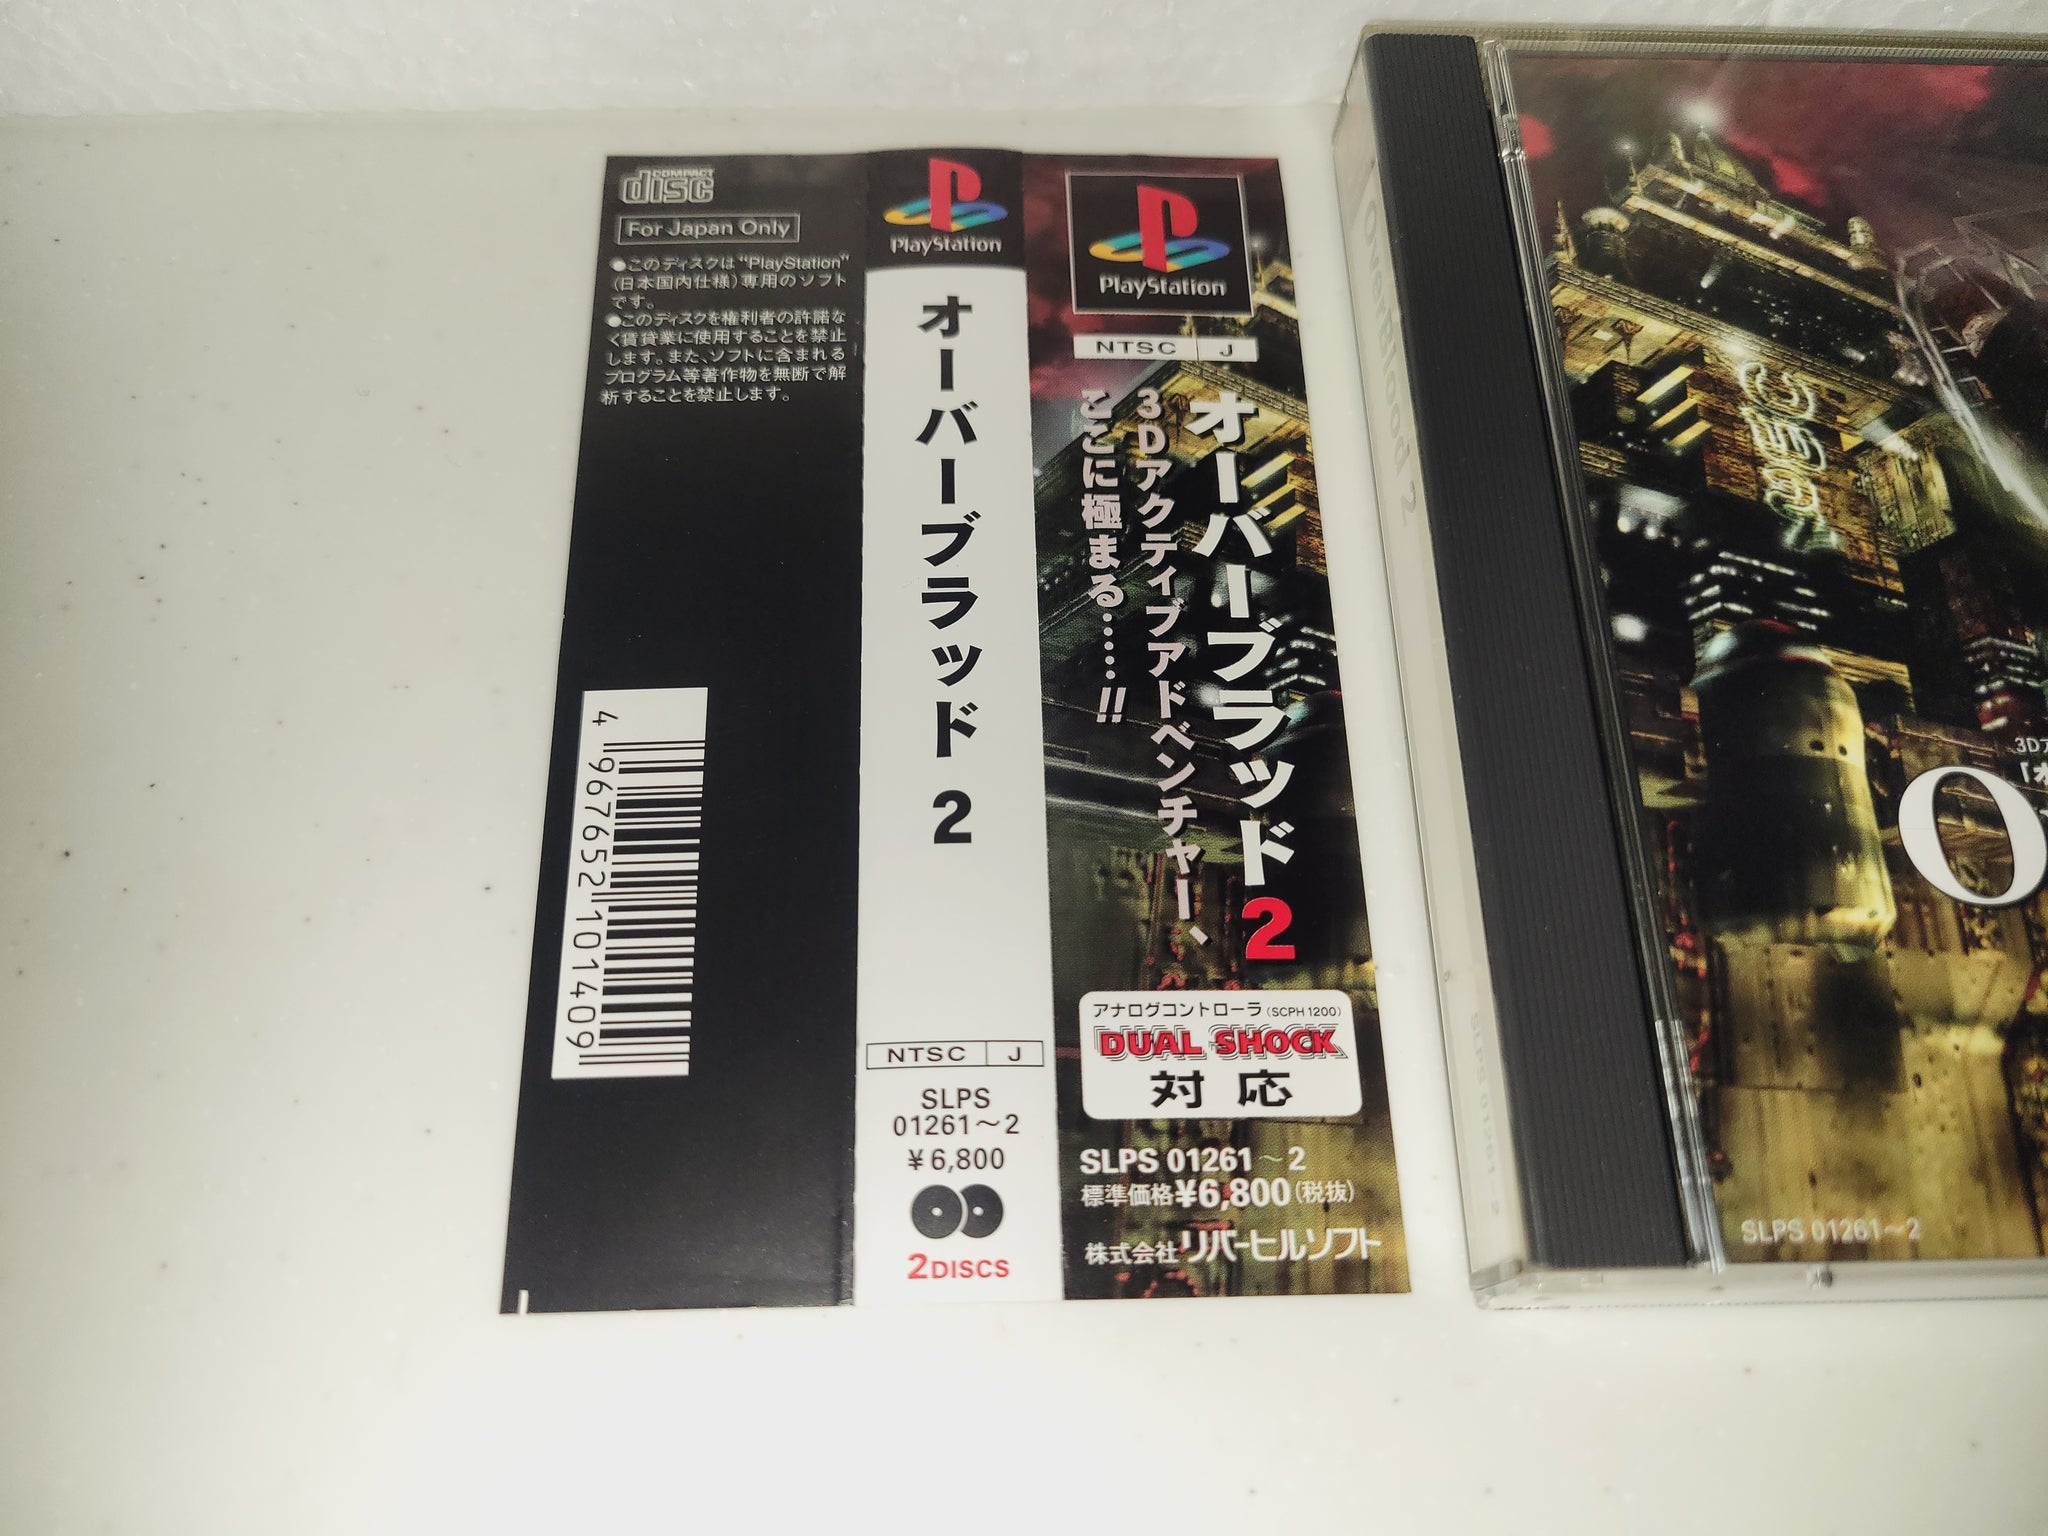 COMPACT
disc
For Japan Only
●このディスクは"PlayStation"
(日本国内仕様)専用のソフト
です。
●このディスクを権利者の許諾な
く賃貸業に使用することを禁止
します。また、ソフトに含まれる
プログラム等著作物を無断で解
析することを禁止します。
4 967652 101409
PlayStation
オーバーブラッド 2
NTSC J
SLPS
01261〜2
¥6,800
2DISCS
PlayStation
NTSC J
オーバーブラッド2
3Dアクティブアドベンチャー、
ここに極まる……!!
アナログコントローラ(SCPH 1200)
DUAL SHOCK
対応
SLPS 01261〜2
標準価格¥6,800(税抜)
株式会社リバーヒルソフト
OverBlood 2
SLPS 01261〜2
3Dア
「オ
O
SLPS 01261〜2